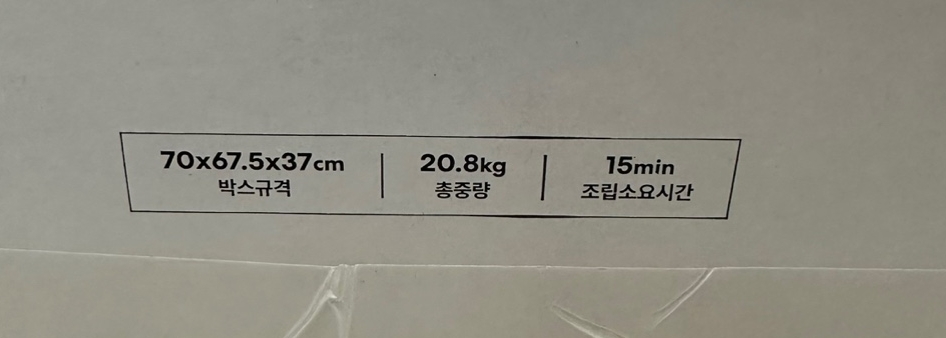 70x67.5x37cm | 20.8kg | 15min
박스규격 | 총중량 | 조립소요시간